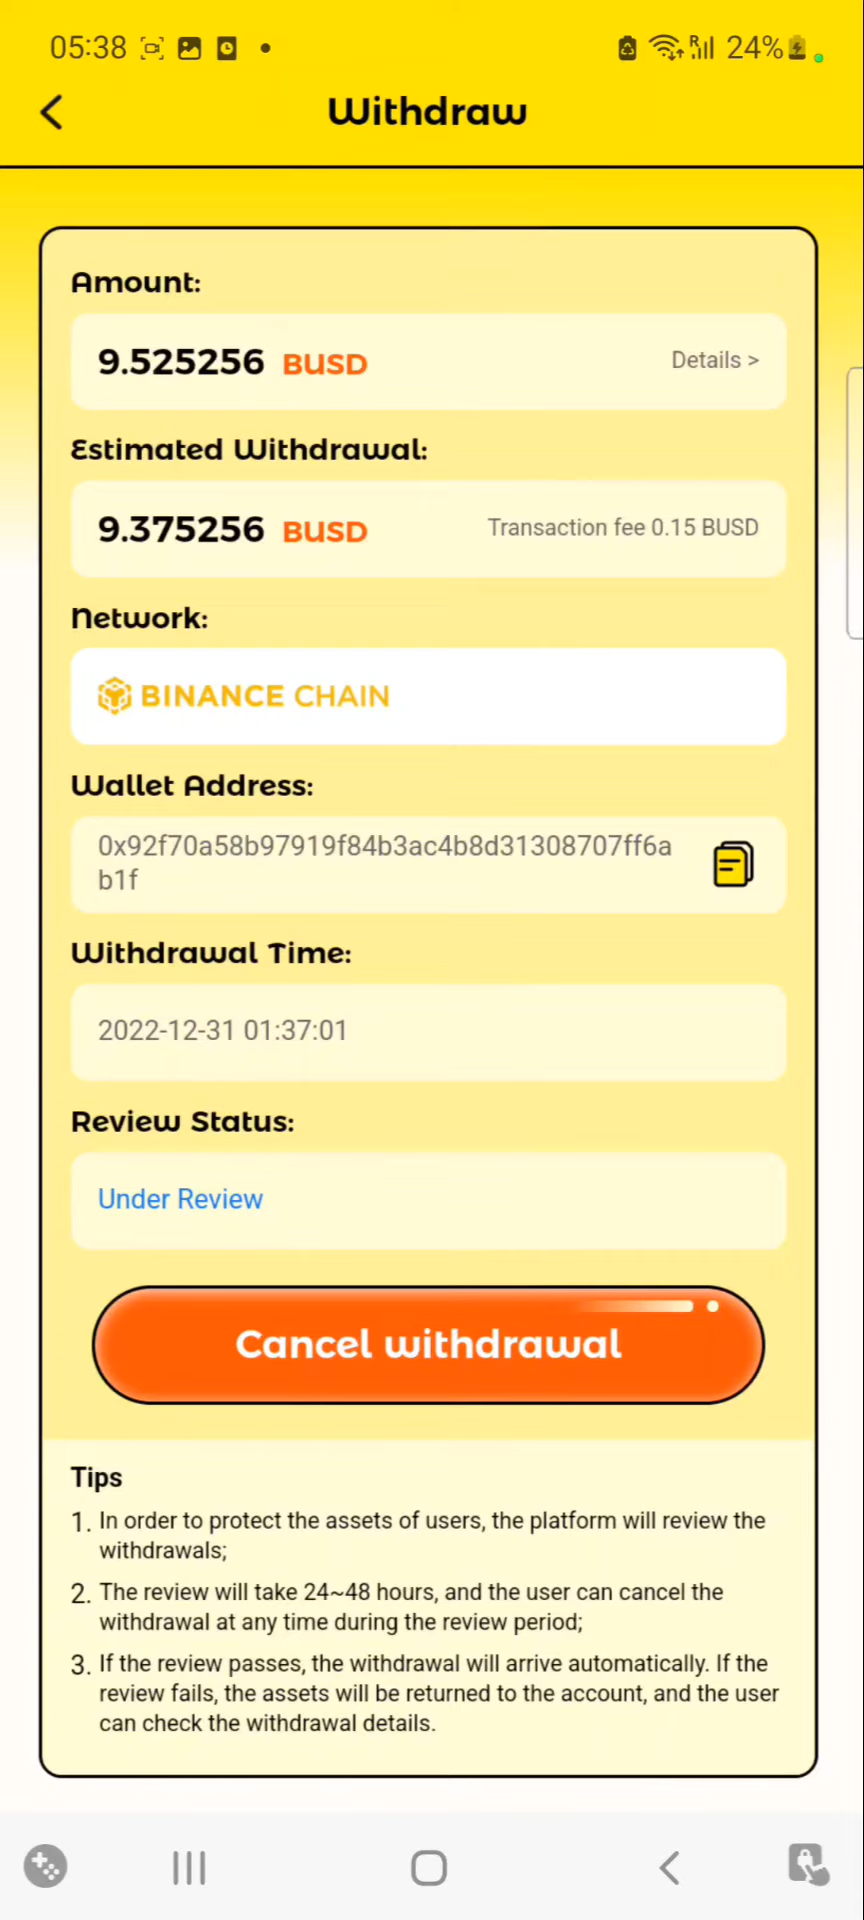 05:38
R 24%
Withdraw
Amount:
9.525256 BUSD Details >
Estimated Withdrawal:
9.375256 BUSD Transaction fee 0.15 BUSD
Network:
BINANCE CHAIN
Wallet Address:
0x92f70a58b97919f84b3ac4b8d31308707ff6a
b1f
Withdrawal Time:
2022-12-31 01:37:01
Review Status:
Under Review
Cancel withdrawal
Tips
1. In order to protect the assets of users, the platform will review the
withdrawals;
2. The review will take 24~48 hours, and the user can cancel the
withdrawal at any time during the review period;
3. If the review passes, the withdrawal will arrive automatically. If the
review fails, the assets will be returned to the account, and the user
can check the withdrawal details.